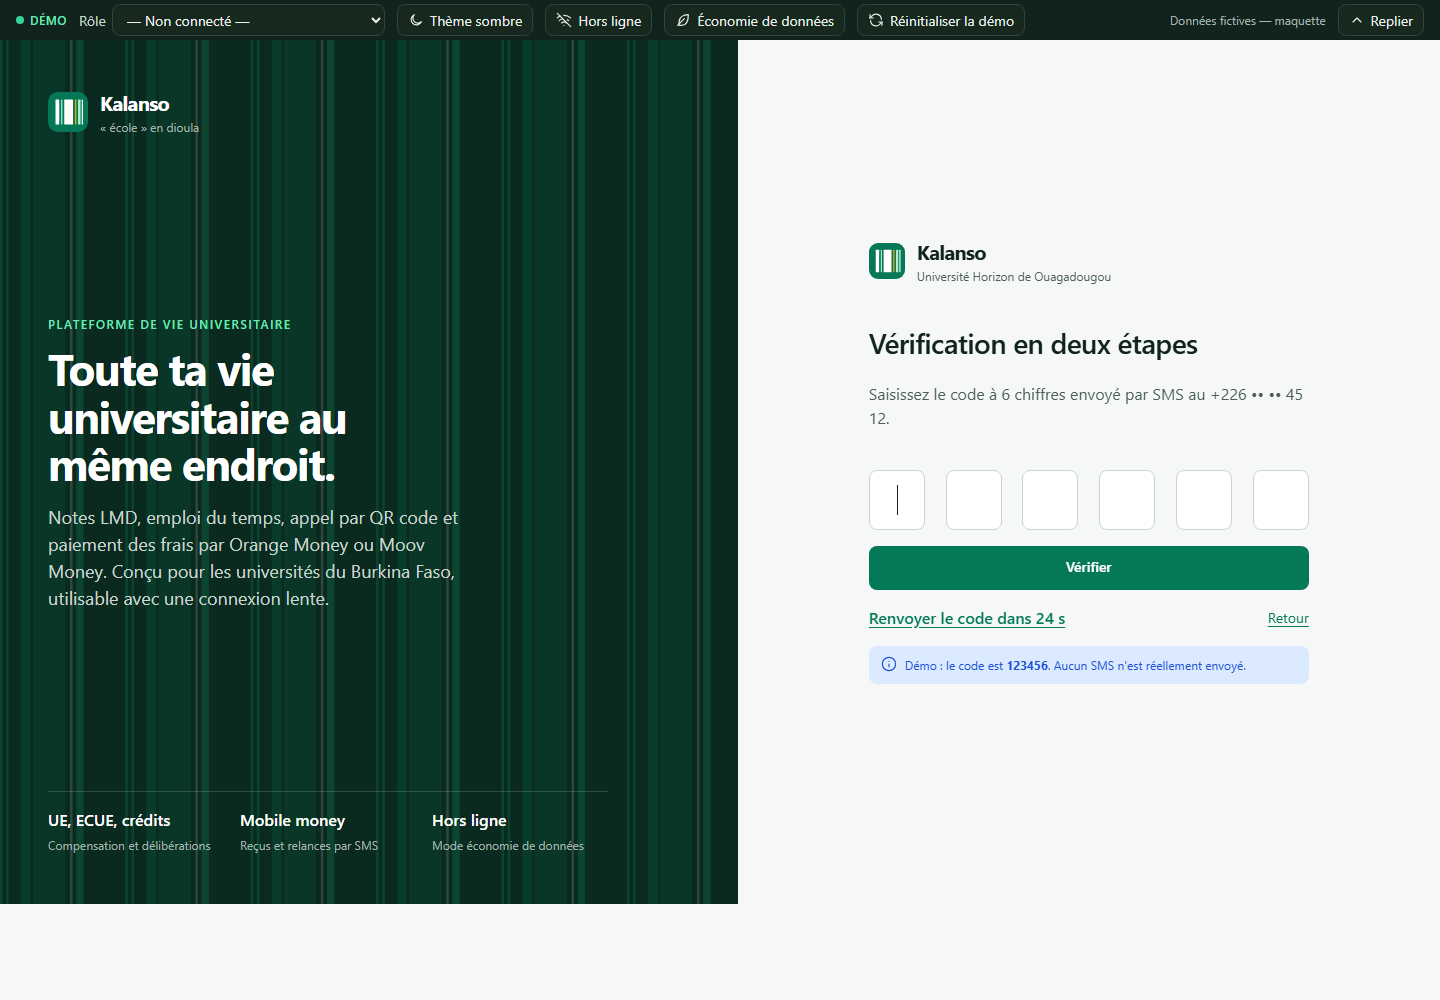 DÉMO Rôle — Non connecté — Thème sombre Hors ligne Économie de données Réinitialiser la démo Données fictives — maquette Replier
Kalanso
« école » en dioula
PLATEFORME DE VIE UNIVERSITAIRE
Toute ta vie
universitaire au
même endroit.
Notes LMD, emploi du temps, appel par QR code et
paiement des frais par Orange Money ou Moov
Money. Conçu pour les universités du Burkina Faso,
utilisable avec une connexion lente.
UE, ECUE, crédits
Compensation et délibérations
Mobile money
Reçus et relances par SMS
Hors ligne
Mode économie de données
Kalanso
Université Horizon de Ouagadougou
Vérification en deux étapes
Saisissez le code à 6 chiffres envoyé par SMS au +226 •• •• 45
12.
Vérifier
Renvoyer le code dans 24 s Retour
Démo : le code est 123456. Aucun SMS n'est réellement envoyé.